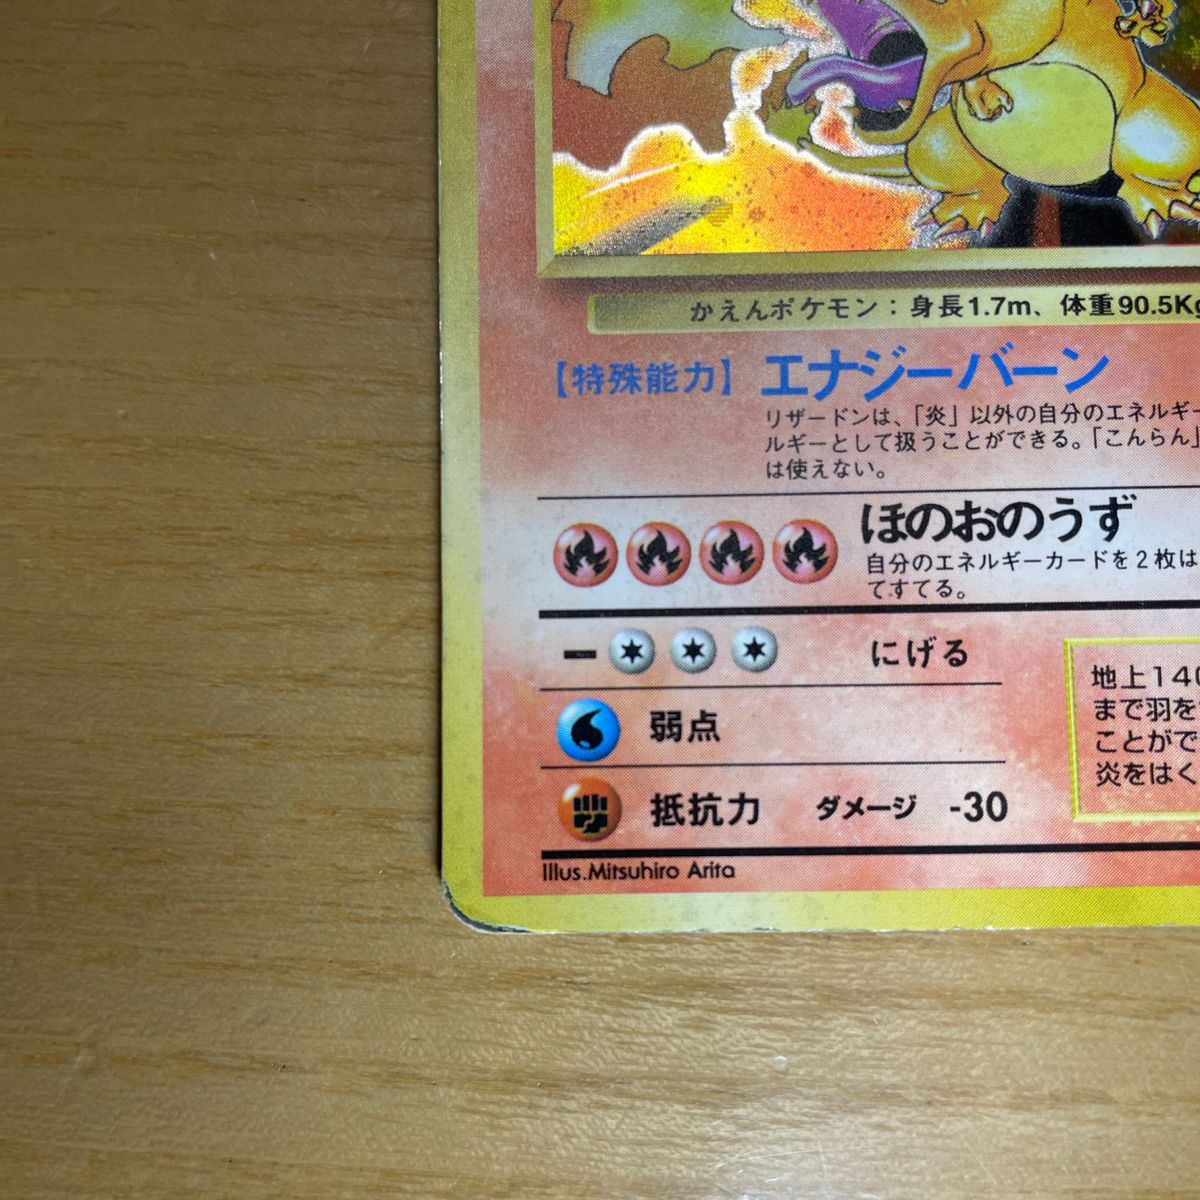 かえんポケモン：身長1.7m、体重90.5Kg
【特殊能力】 エナジーバーン
リザードンは、「炎」以外の自分のエネルギー
ルギーとして扱うことができる。「こんらん」
は使えない。
ほのおのうず
自分のエネルギーカードを2枚は
てすてる。
にげる
弱点
抵抗力 ダメージ -30
地上140
まで羽を
ことがで
炎をはく
Illus.Mitsuhiro Arita